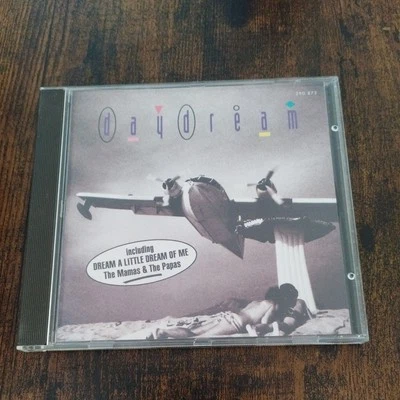 daydream
including
DREAM A LITTLE DREAM OF ME
The Mamas & The Papas